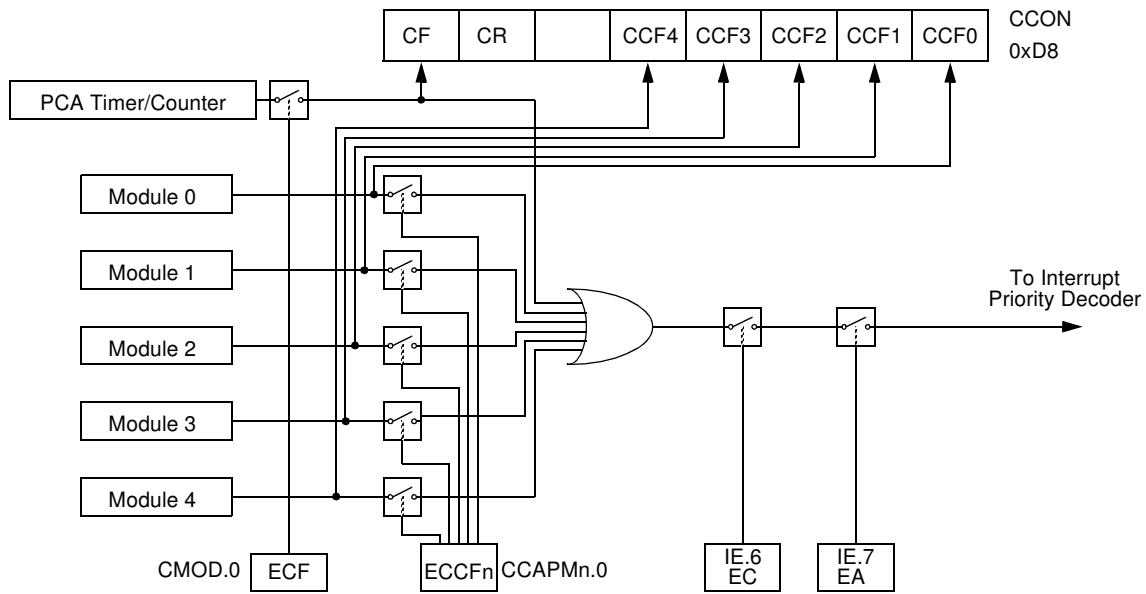 CF CR CCF4 CCF3 CCF2 CCF1 CCF0
CCON
0xD8
PCA Timer/Counter
Module 0
Module 1
Module 2
Module 3
Module 4
To Interrupt
Priority Decoder
CMOD.0
ECF
ECCFn
CCAPMn.0
IE.6
EC
IE.7
EA